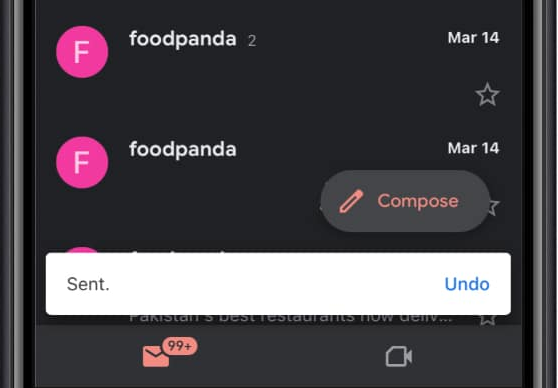 F
foodpanda 2
Mar 14
F
foodpanda
Mar 14
Compose
Sent.
Undo
Pakistan's best restaurants now deliv...
99+